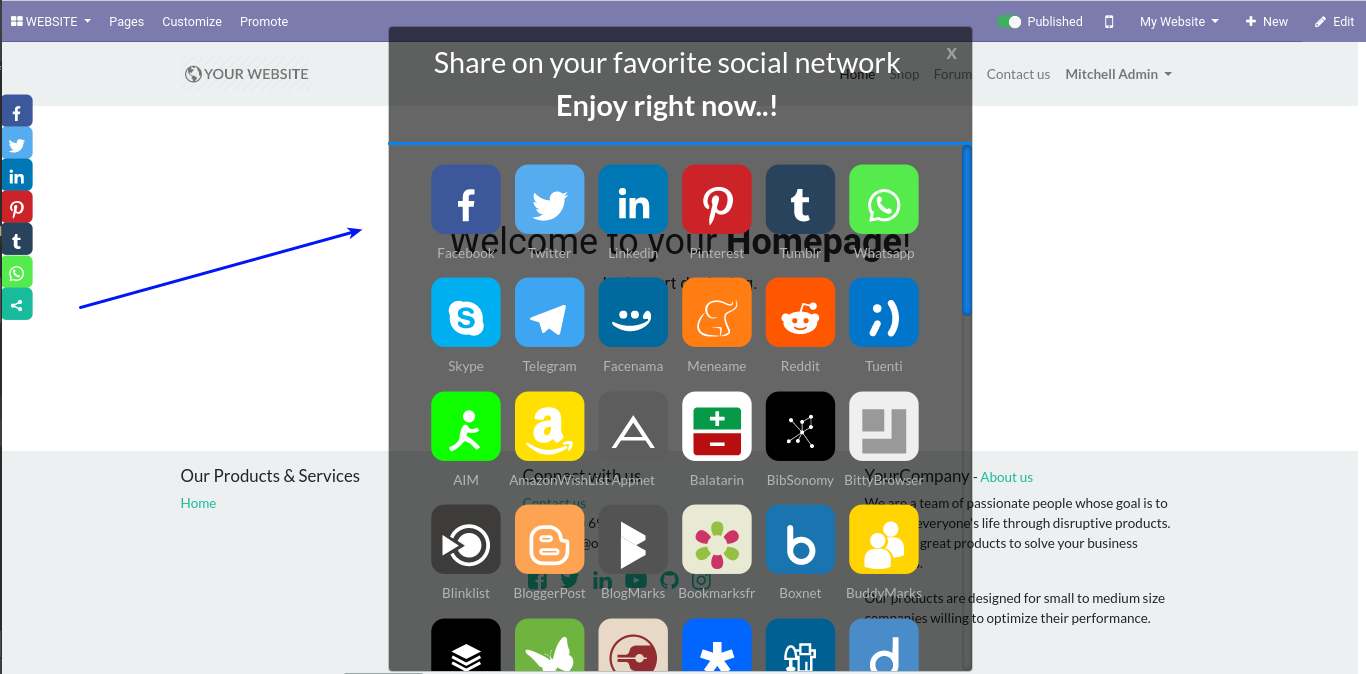 WEBSITE Pages Customize Promote Published My Website New Edit
YOUR WEBSITE
Home Shop Forum Contact us Mitchell Admin
Share on your favorite social network
X
Enjoy right now..!
Welcome to your Homepage!
Facebook Twitter Linkedin Pinterest Tumblr Whatsapp
Skype Telegram Facenama Meneame Reddit Tuenti
AIM AmazonWishList Appnet Balatarin BibSonomy BittyBrowser
Blinklist BloggerPost BlogMarks Bookmarksfr Boxnet BuddyMarks
Our Products & Services
Home
Connect with us
Contact us
YourCompany - About us
We are a team of passionate people whose goal is to
everyone's life through disruptive products.
great products to solve your business
Our products are designed for small to medium size
companies willing to optimize their performance.